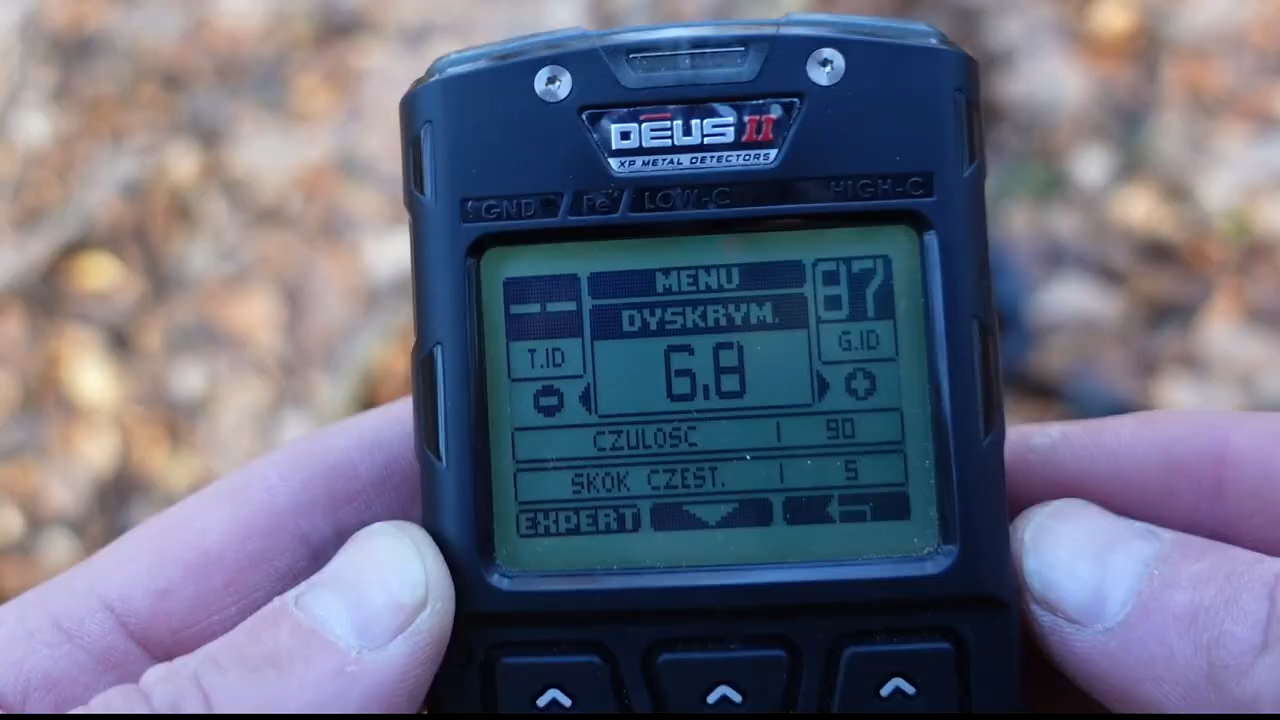 DEUS II
XP METAL DETECTORS
GND Fe LOW-C HIGH-C
-- MENU 87
DYSKRYM.
T.ID 6.8 G.ID
CZULOSC 90
SKOK CZEST. 5
EXPERT